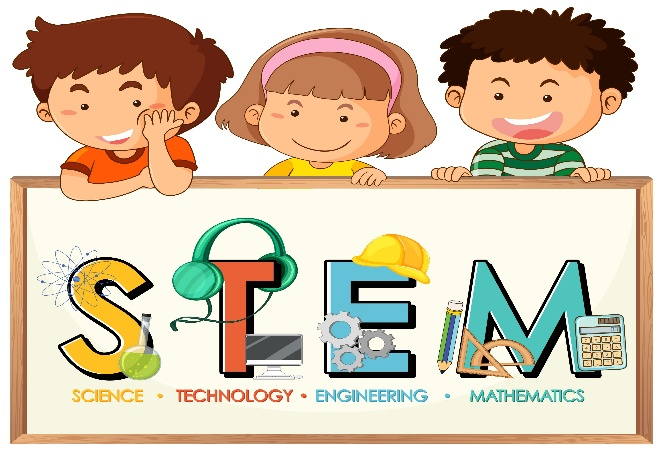 STEM
SCIENCE • TECHNOLOGY • ENGINEERING • MATHEMATICS